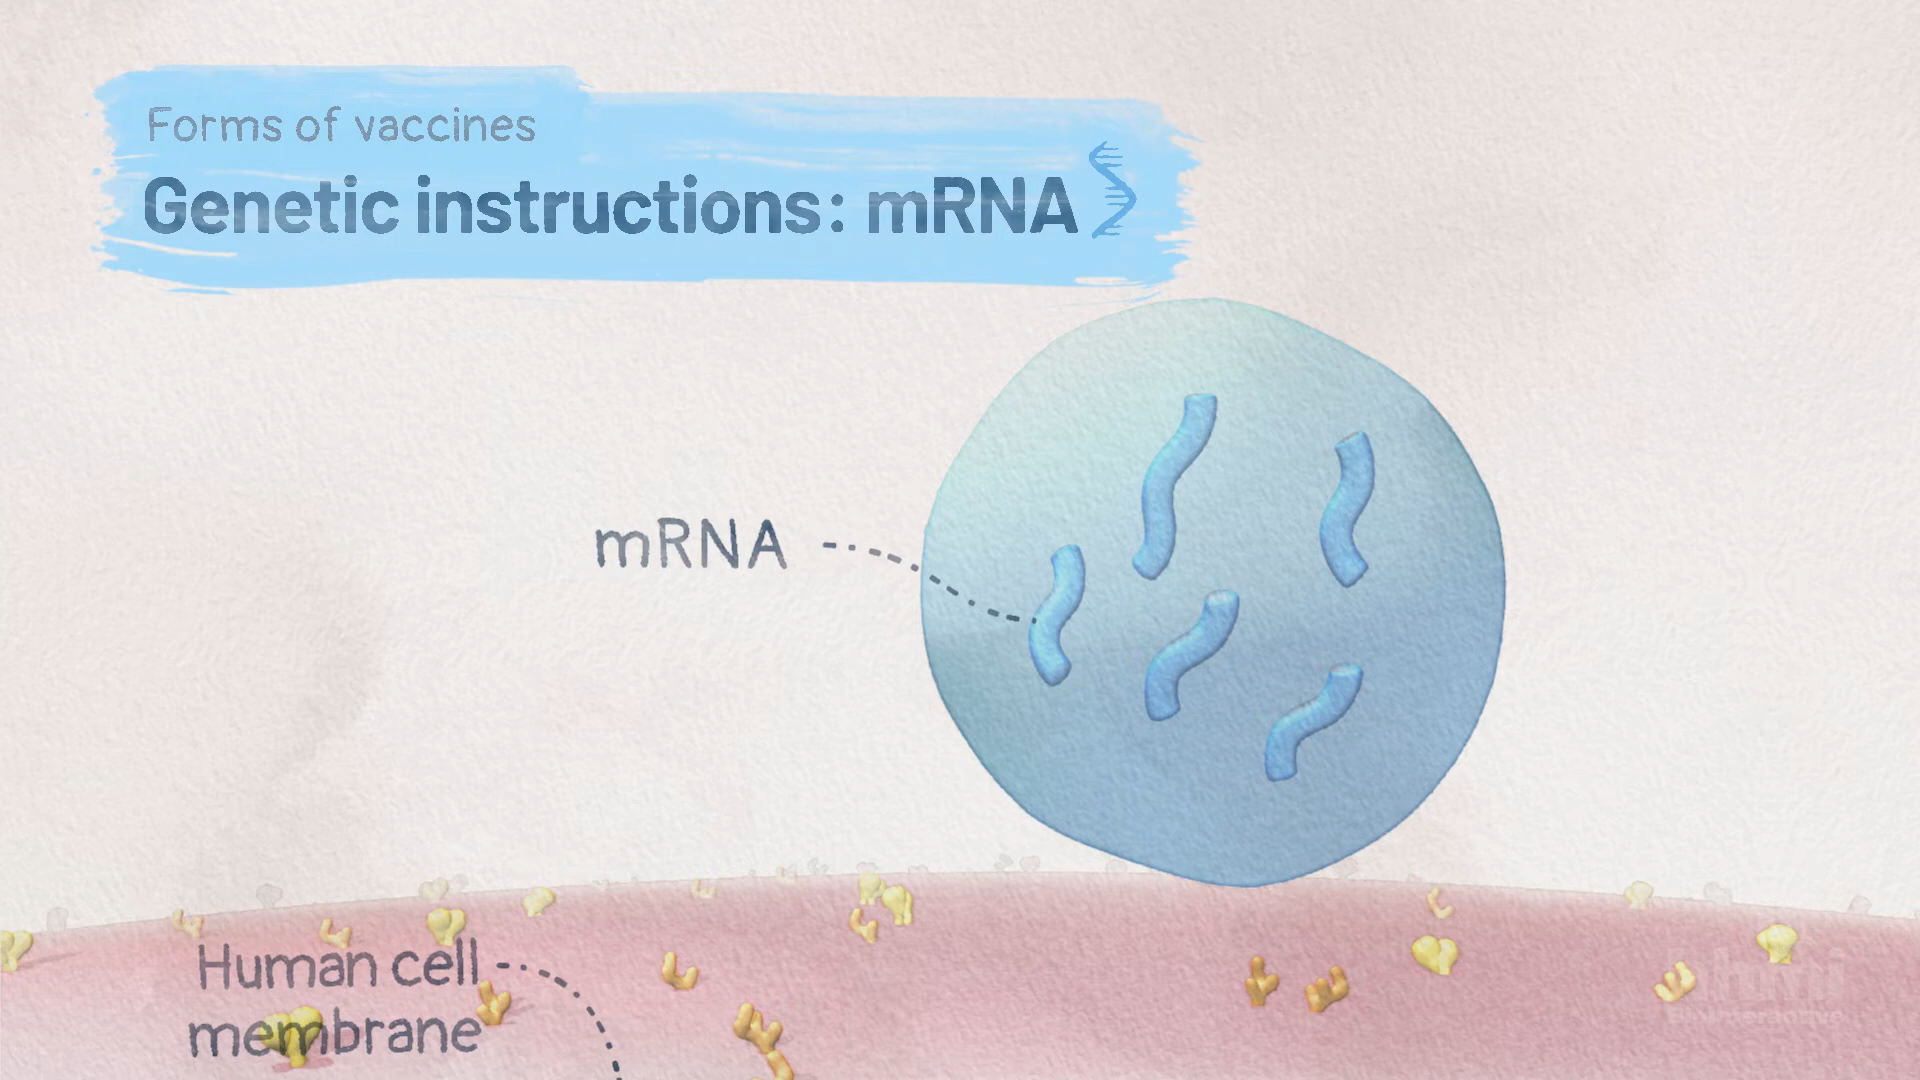 Forms of vaccines
Genetic instructions: mRNA
mRNA
Human cell
membrane